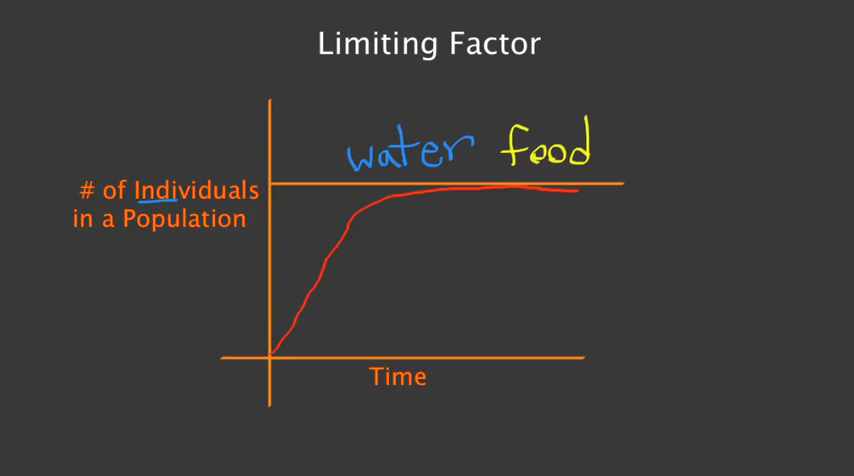 Limiting Factor
water food
# of Individuals
in a Population
Time